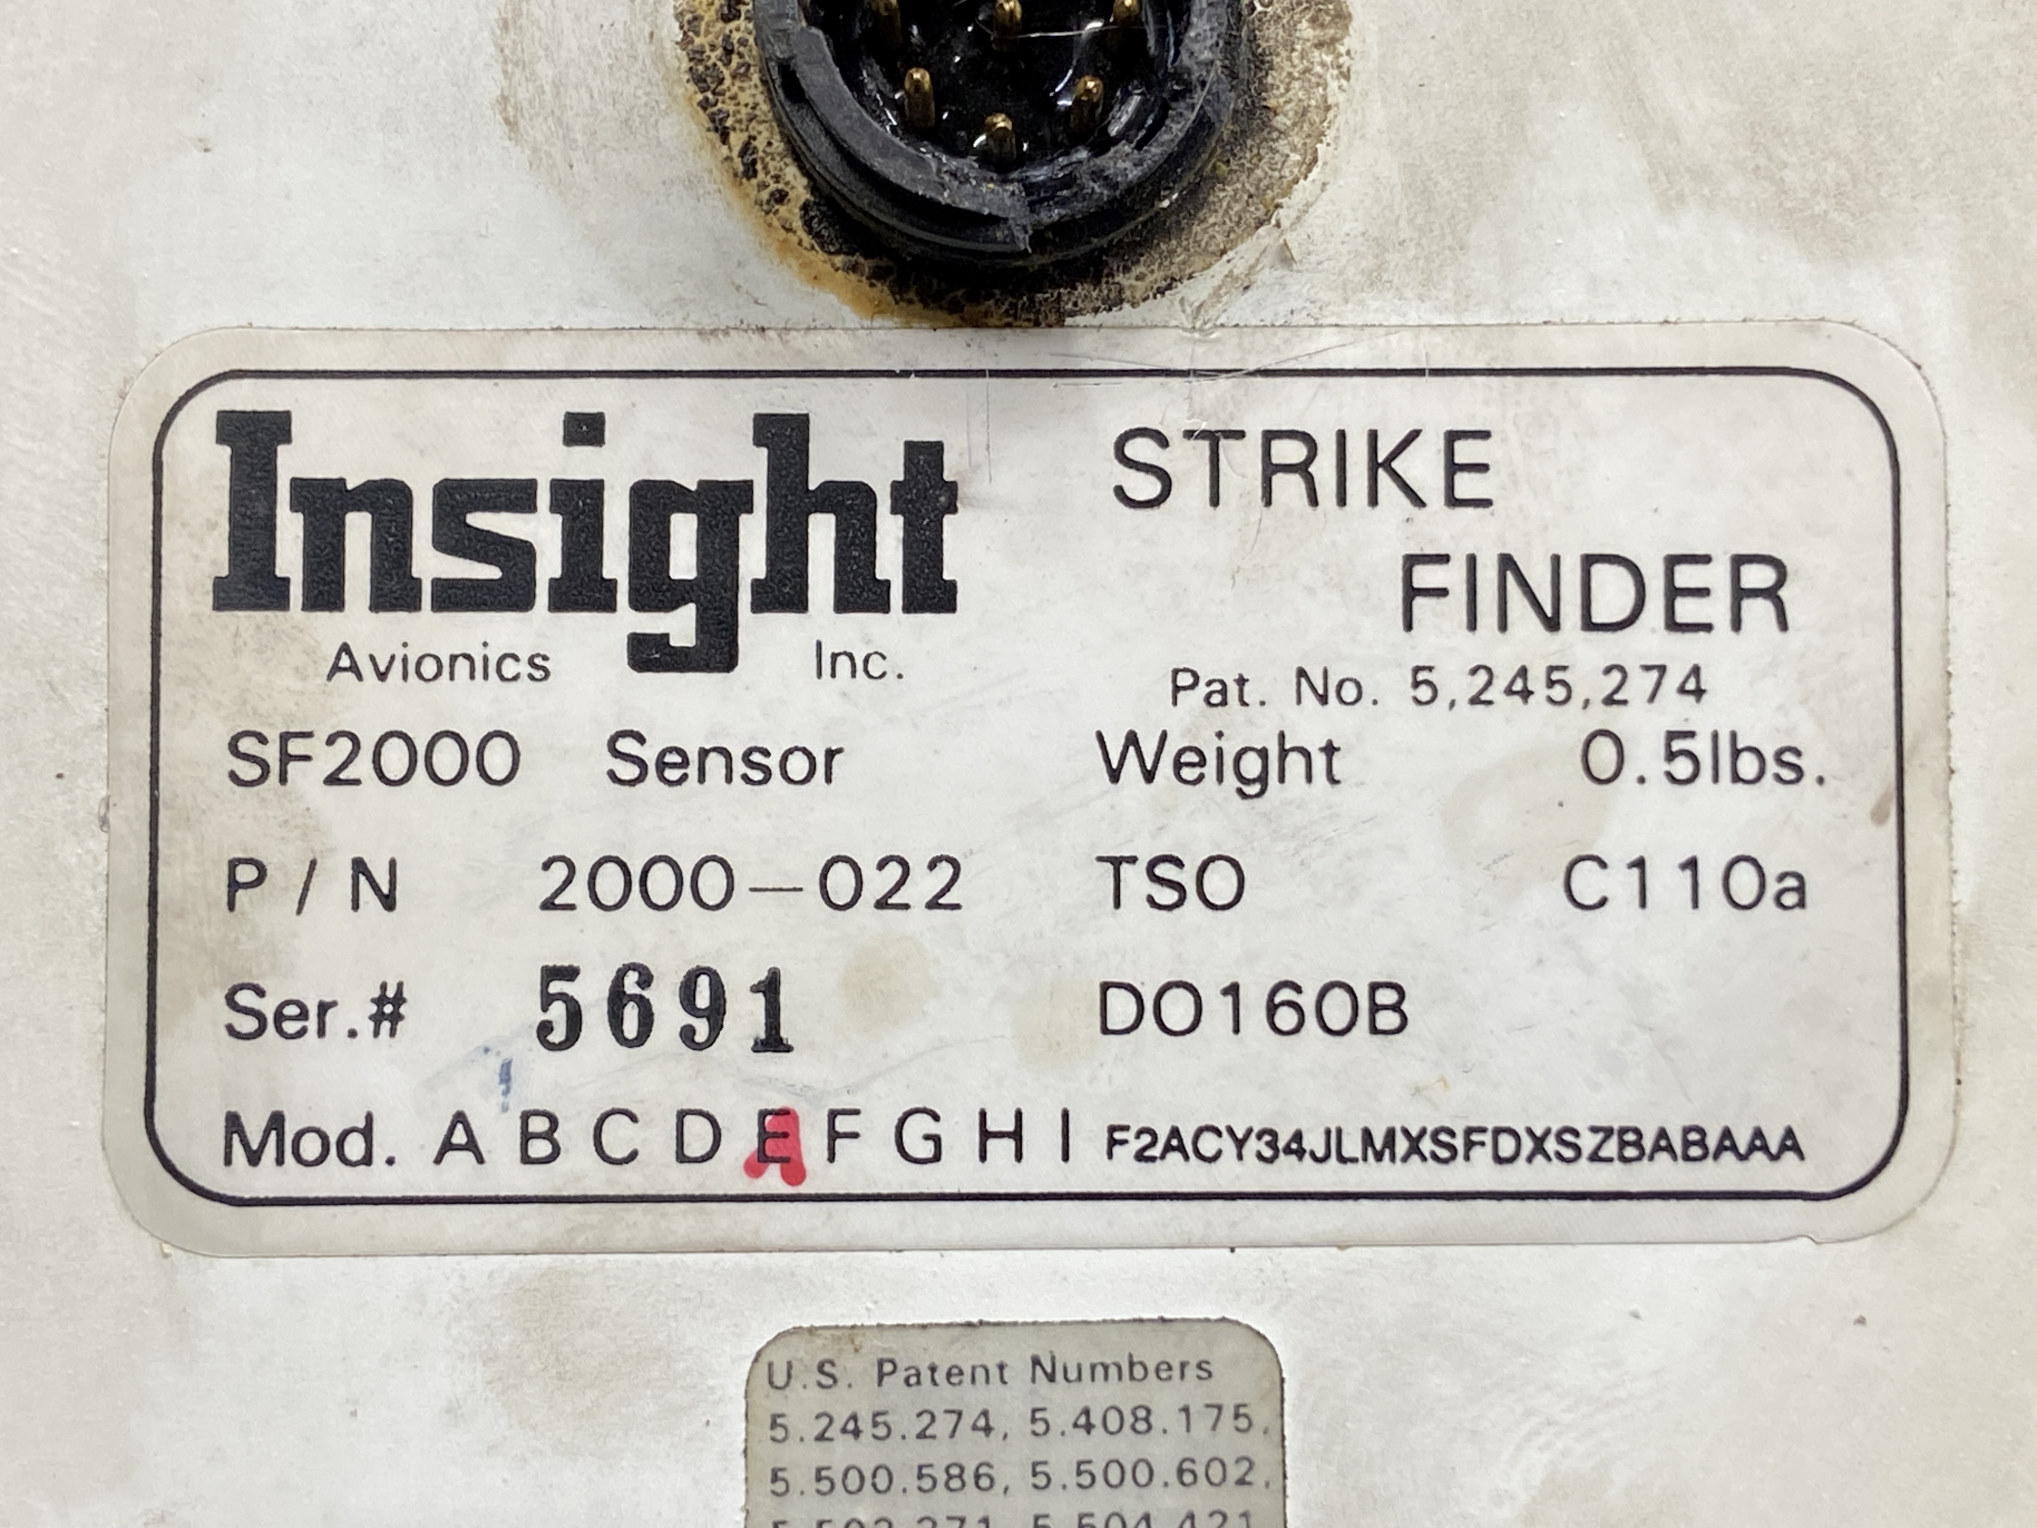 Insight
Avionics Inc.
STRIKE
FINDER
Pat. No. 5,245,274
SF2000 Sensor
Weight 0.5lbs.
P/N 2000-022
TSO C110a
Ser.# 5691
DO160B
Mod. A B C D E F G H I F2ACY34JLMXSFDXSZBABAAA
U.S. Patent Numbers
5.245.274, 5.408.175,
5.500.586, 5.500.602,